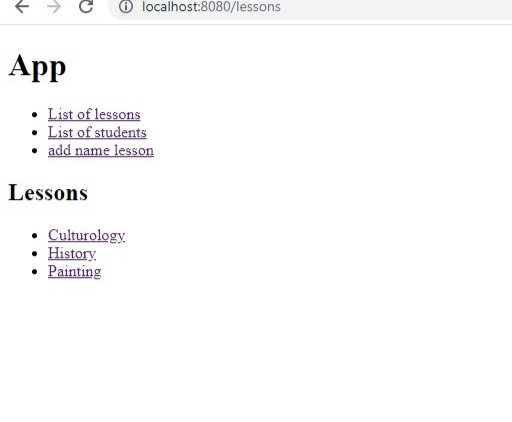 localhost:8080/lessons
App
List of lessons
List of students
add name lesson
Lessons
Culturology
History
Painting